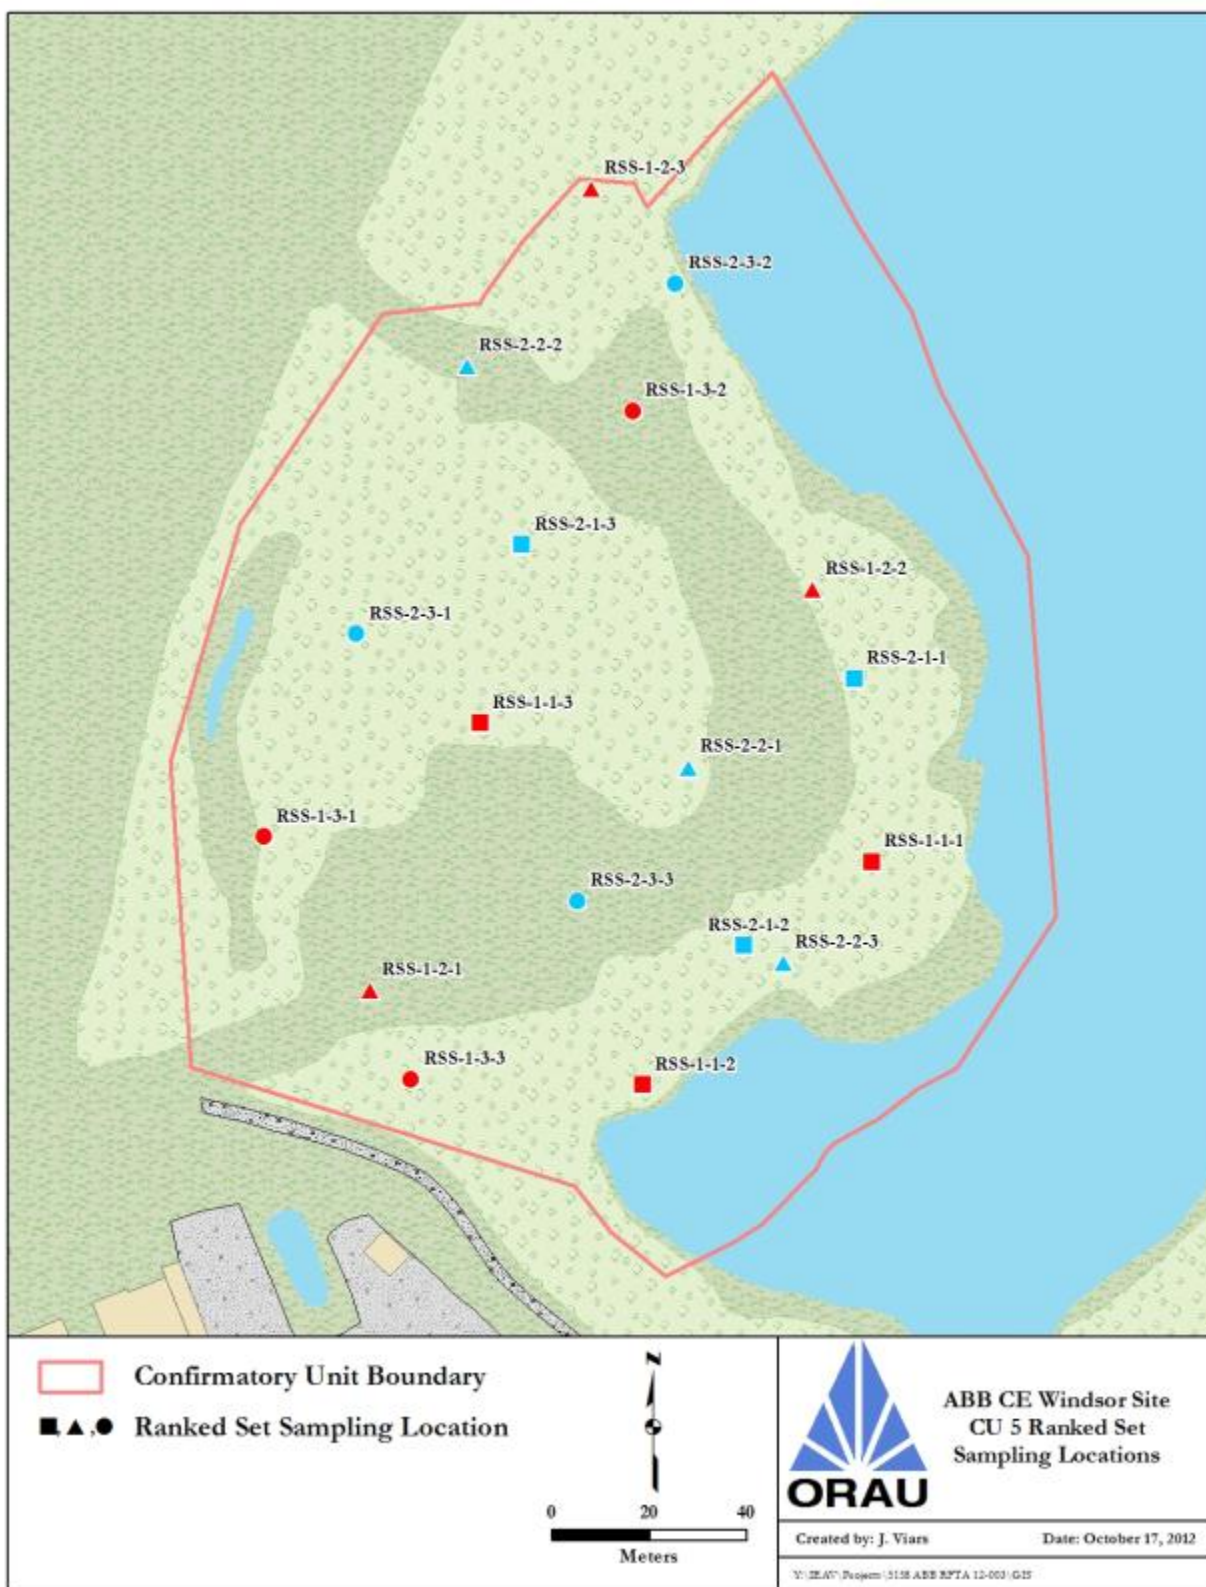 RSS-1-2-3
RSS-2-3-2
RSS-2-2-2
RSS-1-3-2
RSS-2-1-3
RSS-1-2-2
RSS-2-3-1
RSS-2-1-1
RSS-1-1-3
RSS-2-2-1
RSS-1-3-1
RSS-1-1-1
RSS-2-3-3
RSS-2-1-2
RSS-2-2-3
RSS-1-2-1
RSS-1-3-3
RSS-1-1-2
Confirmatory Unit Boundary
Ranked Set Sampling Location
N
0 20 40
Meters
ORAU
ABB CE Windsor Site
CU 5 Ranked Set
Sampling Locations
Created by: J. Viars Date: October 17, 2012